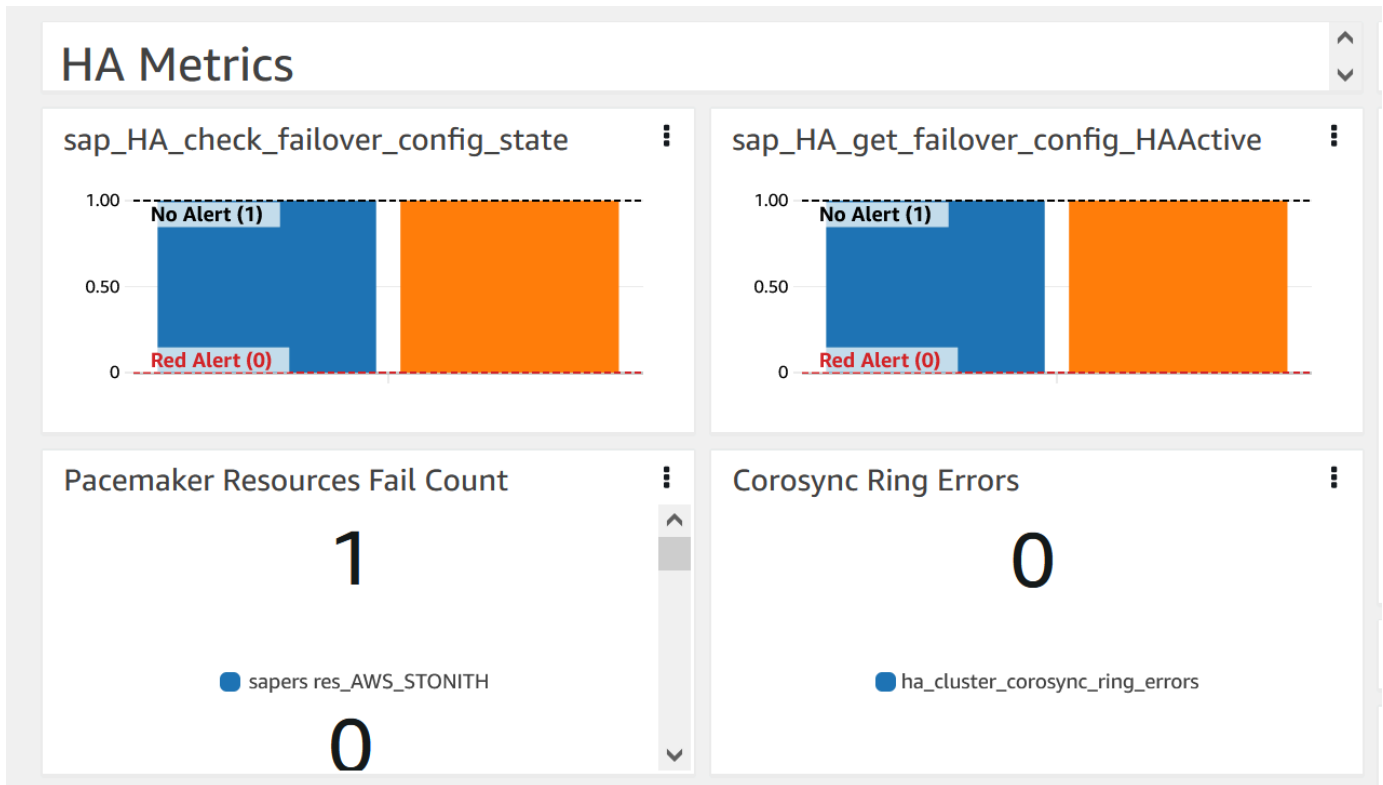 HA Metrics
sap_HA_check_failover_config_state
1.00
No Alert (1)
0.50
Red Alert (0)
0
sap_HA_get_failover_config_HAActive
1.00
No Alert (1)
0.50
Red Alert (0)
0
Pacemaker Resources Fail Count
1
sapers res_AWS_STONITH
0
Corosync Ring Errors
0
ha_cluster_corosync_ring_errors